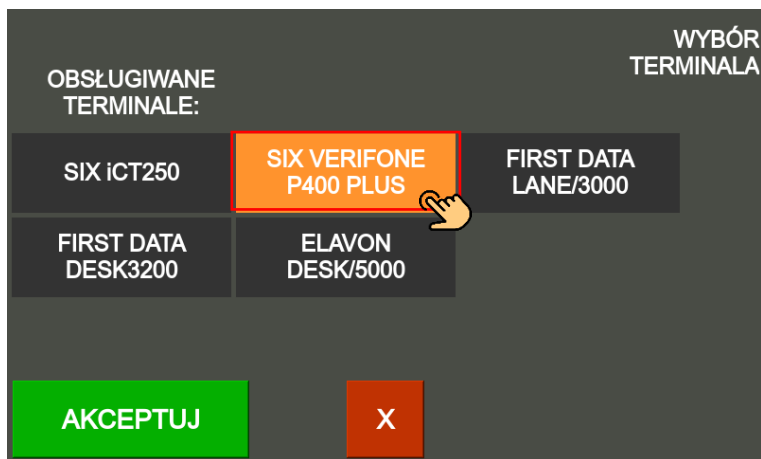 WYBÓR
TERMINALA
OBSŁUGIWANE
TERMINALE:
SIX iCT250
SIX VERIFONE
P400 PLUS
FIRST DATA
LANE/3000
FIRST DATA
DESK3200
ELAVON
DESK/5000
AKCEPTUJ
X